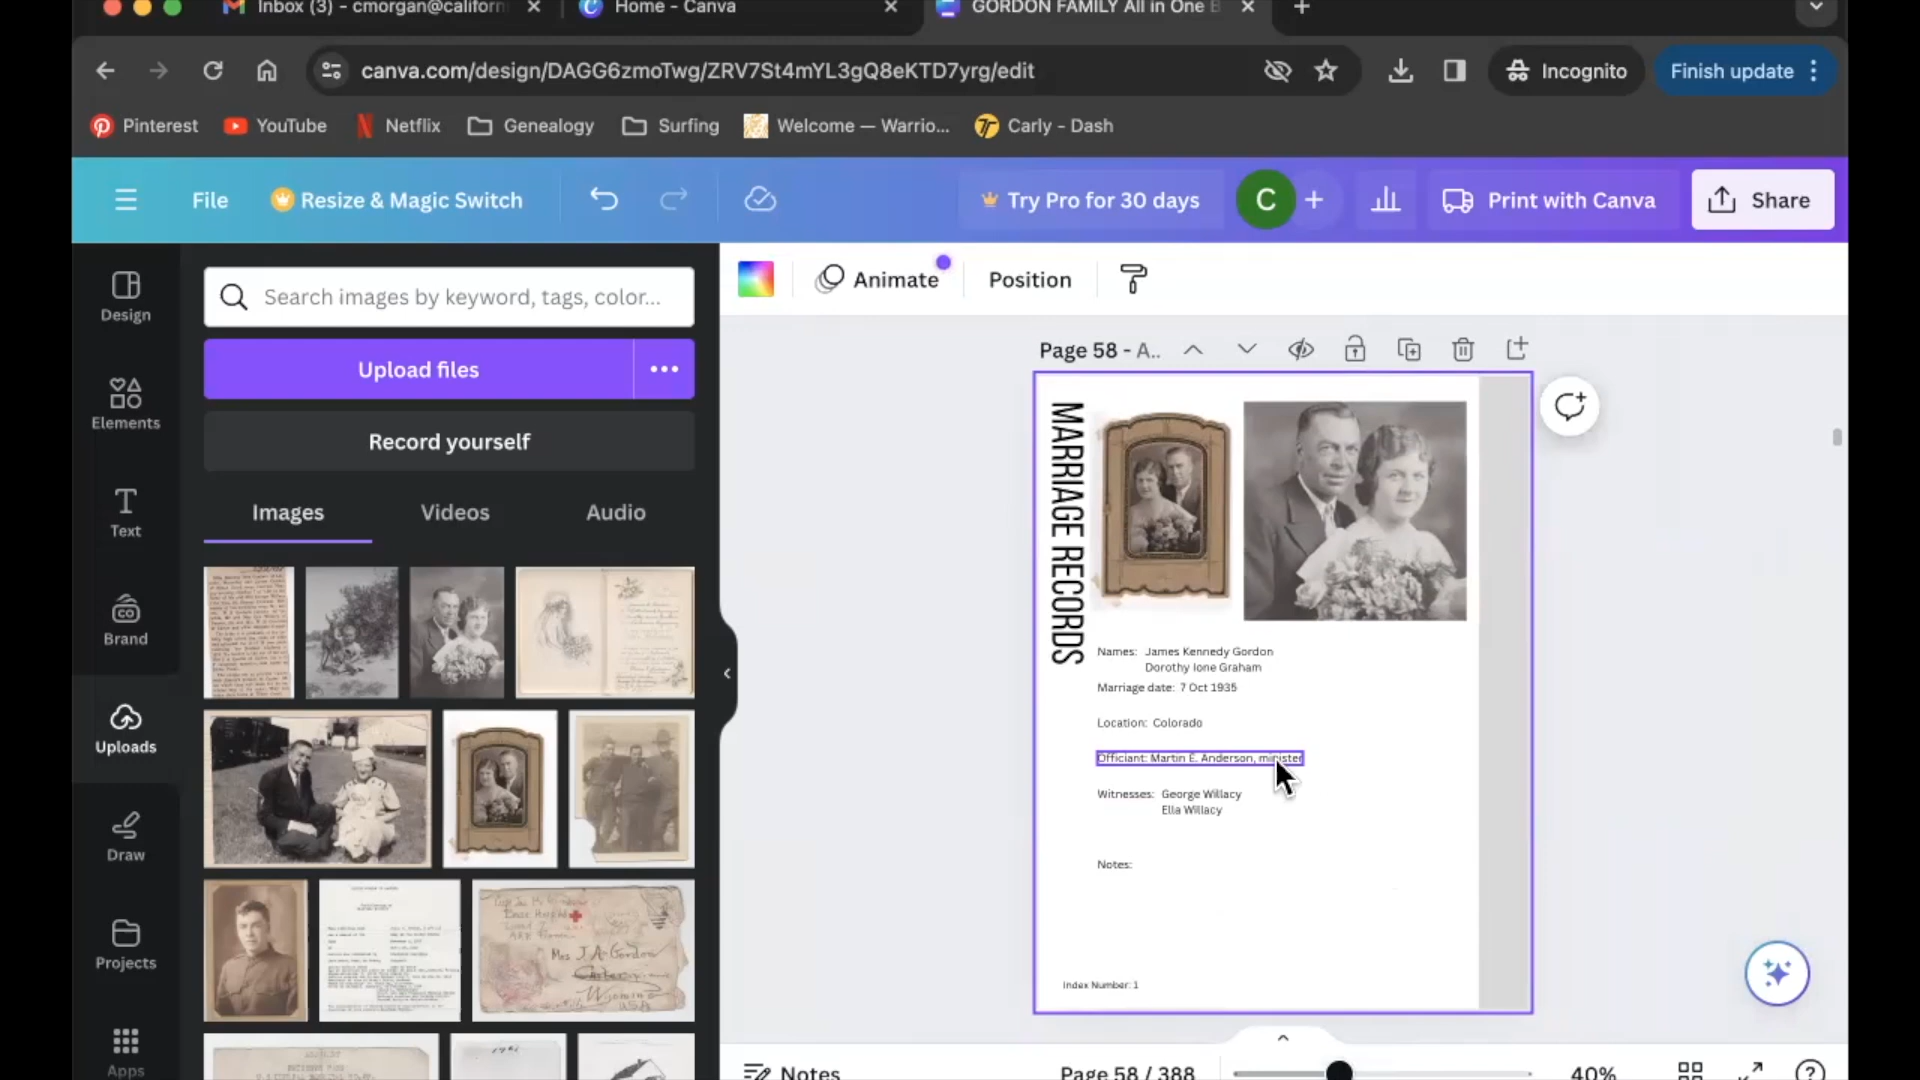 Inbox (3) - cmorgan@californ
Home - Canva
GORDON FAMILY All in One B
canva.com/design/DAGG6zmoTwg/ZRV7St4mYL3gQ8eKTD7yrg/edit
Incognito
Finish update
Pinterest
YouTube
Netflix
Genealogy
Surfing
Welcome — Warrio...
Carly - Dash
File
Resize & Magic Switch
Try Pro for 30 days
C
Print with Canva
Share
Design
Elements
Text
Brand
Uploads
Draw
Projects
Apps
Search images by keyword, tags, color...
Upload files
Record yourself
Images
Videos
Audio
Mrs J.A. Gordon
Wyoming
USA
Animate
Position
Page 58 - A..
MARRIAGE RECORDS
Names: James Kennedy Gordon
Dorothy Ione Graham
Marriage date: 7 Oct 1935
Location: Colorado
Officiant: Martin E. Anderson, minister
Witnesses: George Willacy
Ella Willacy
Notes:
Index Number: 1
Notes
Page 58 / 388
40%